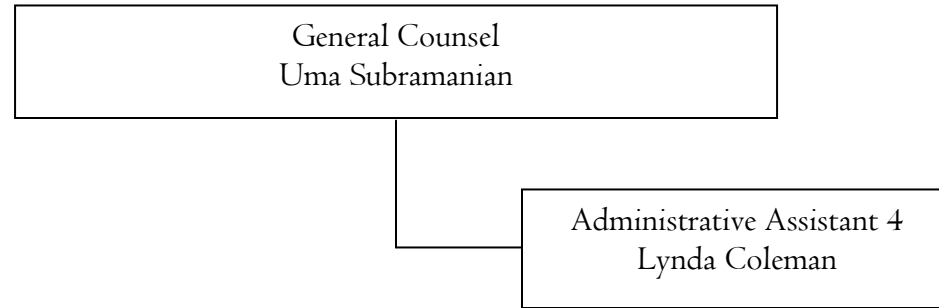 General Counsel
Uma Subramanian
Administrative Assistant 4
Lynda Coleman